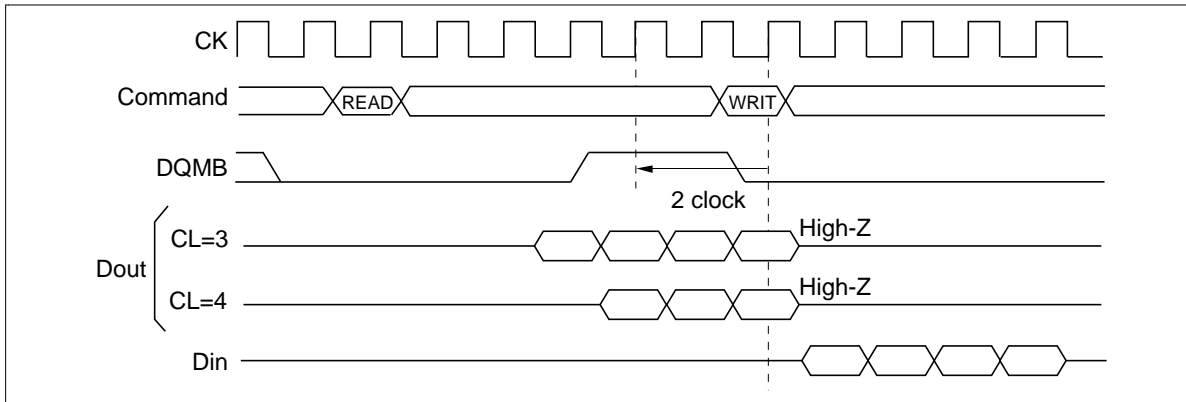 CK
Command
READ
WRIT
DQMB
2 clock
CL=3
High-Z
Dout
CL=4
High-Z
Din